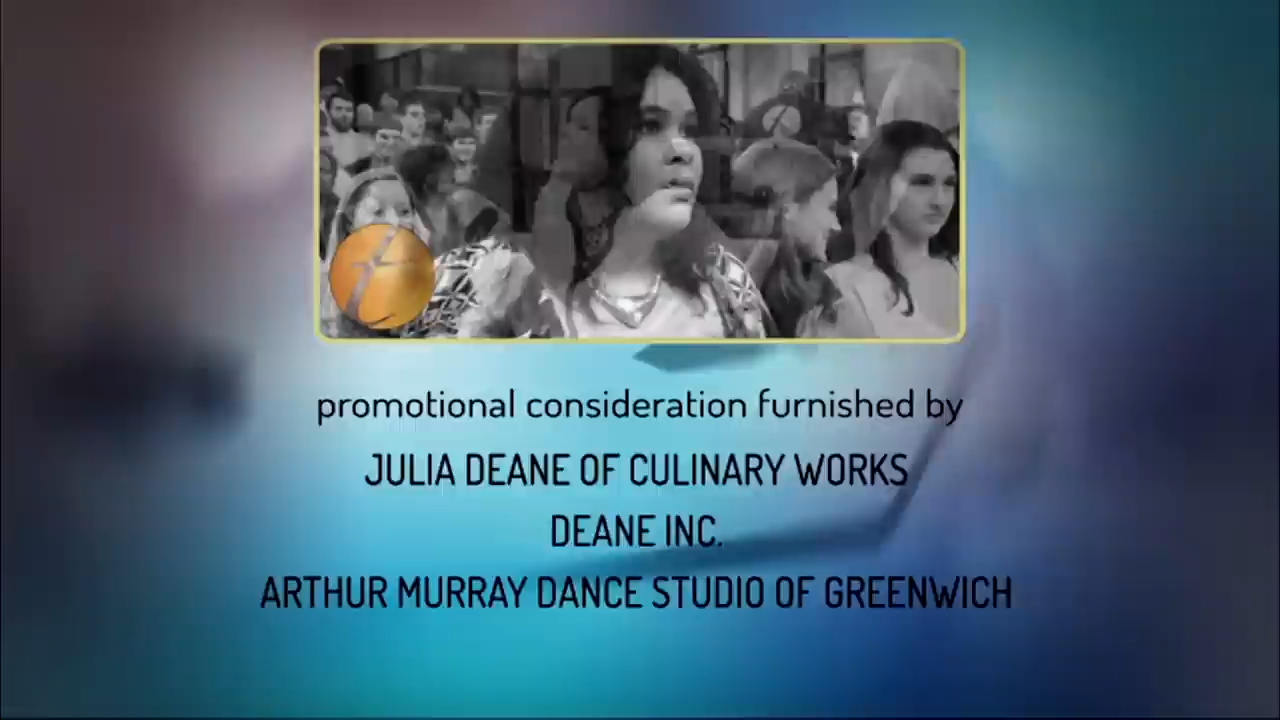 promotional consideration furnished by
JULIA DEANE OF CULINARY WORKS
DEANE INC.
ARTHUR MURRAY DANCE STUDIO OF GREENWICH